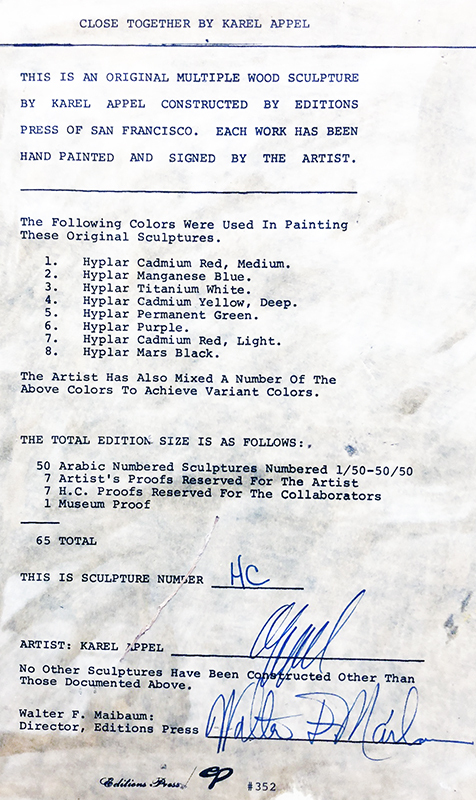 CLOSE TOGETHER BY KAREL APPEL
THIS IS AN ORIGINAL MULTIPLE WOOD SCULPTURE
BY KAREL APPEL CONSTRUCTED BY EDITIONS
PRESS OF SAN FRANCISCO. EACH WORK HAS BEEN
HAND PAINTED AND SIGNED BY THE ARTIST.
The Following Colors Were Used In Painting
These Original Sculptures.
1. Hyplar Cadmium Red, Medium.
2. Hyplar Manganese Blue.
3. Hyplar Titanium White.
4. Hyplar Cadmium Yellow, Deep.
5. Hyplar Permanent Green.
6. Hyplar Purple.
7. Hyplar Cadmium Red, Light.
8. Hyplar Mars Black.
The Artist Has Also Mixed A Number Of The
Above Colors To Achieve Variant Colors.
THE TOTAL EDITION SIZE IS AS FOLLOWS:
50 Arabic Numbered Sculptures Numbered 1/50-50/50
7 Artist's Proofs Reserved For The Artist
7 H.C. Proofs Reserved For The Collaborators
1 Museum Proof
65 TOTAL
THIS IS SCULPTURE NUMBER HC
ARTIST: KAREL APPEL Appel
No Other Sculptures Have Been Constructed Other Than
Those Documented Above.
Walter F. Maibaum:
Director, Editions Press Walter
Editions Press / ep #352